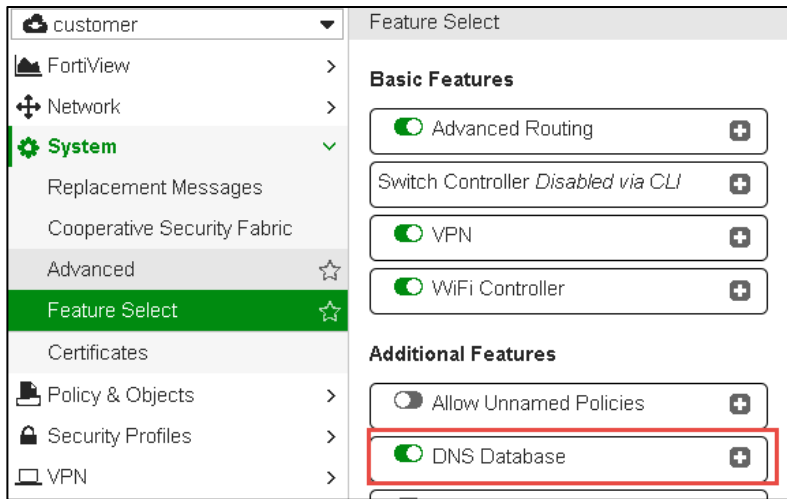 customer
FortiView
Network
System
Replacement Messages
Cooperative Security Fabric
Advanced
Feature Select
Certificates
Policy & Objects
Security Profiles
VPN
Feature Select
Basic Features
Advanced Routing
Switch Controller Disabled via CLI
VPN
WiFi Controller
Additional Features
Allow Unnamed Policies
DNS Database